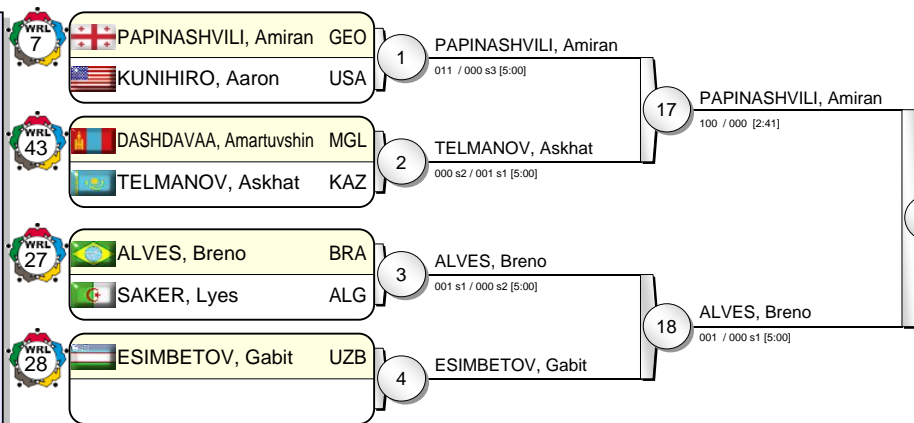 WRL
7
PAPINASHVILI, Amiran GEO
KUNIHIRO, Aaron USA
1
PAPINASHVILI, Amiran
011 / 000 s3 [5:00]
WRL
43
DASHDAVAA, Amartuvshin MGL
TELMANOV, Askhat KAZ
2
TELMANOV, Askhat
000 s2 / 001 s1 [5:00]
17
PAPINASHVILI, Amiran
100 / 000 [2:41]
WRL
27
ALVES, Breno BRA
SAKER, Lyes ALG
3
ALVES, Breno
001 s1 / 000 s2 [5:00]
WRL
28
ESIMBETOV, Gabit UZB
4
ESIMBETOV, Gabit
18
ALVES, Breno
001 / 000 s1 [5:00]